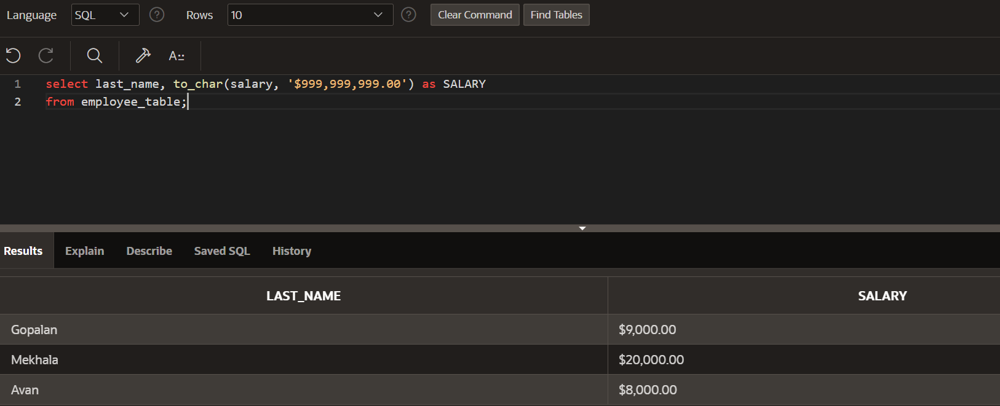 Language SQL ? Rows 10 ? Clear Command Find Tables
A::
1 select last_name, to_char(salary, '$999,999,999.00') as SALARY
2 from employee_table;
Results Explain Describe Saved SQL History
LAST_NAME SALARY
Gopalan $9,000.00
Mekhala $20,000.00
Avan $8,000.00